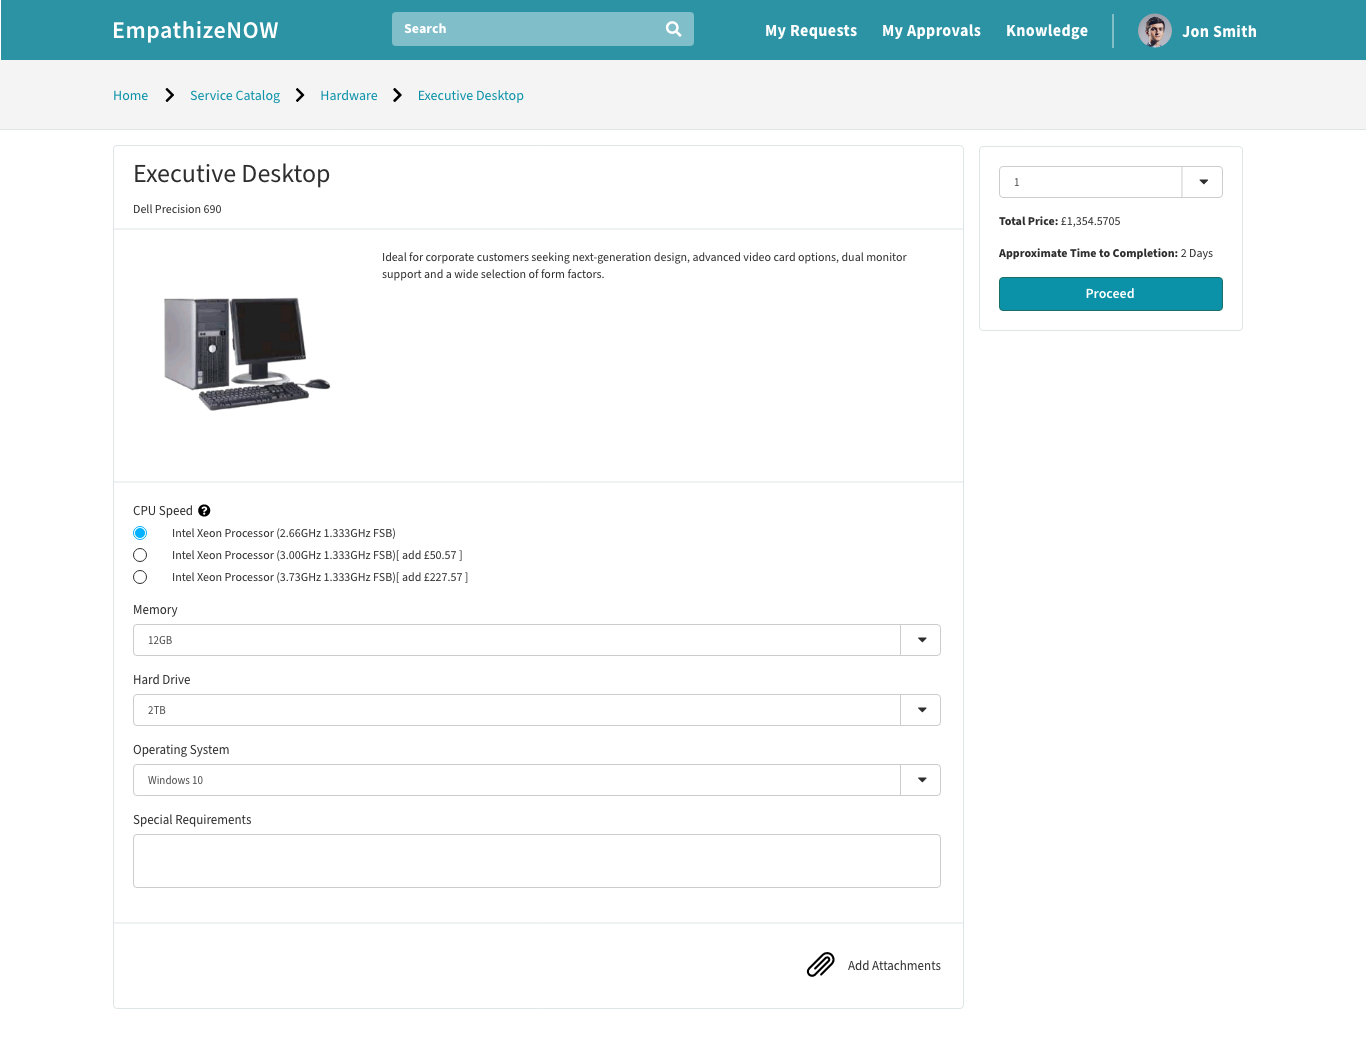 EmpathizeNOW
Search
My Requests
My Approvals
Knowledge
Jon Smith
Home
Service Catalog
Hardware
Executive Desktop
Executive Desktop
Dell Precision 690
Ideal for corporate customers seeking next-generation design, advanced video card options, dual monitor
support and a wide selection of form factors.
CPU Speed ?
Intel Xeon Processor (2.66GHz 1.333GHz FSB)
Intel Xeon Processor (3.00GHz 1.333GHz FSB)[ add £50.57 ]
Intel Xeon Processor (3.73GHz 1.333GHz FSB)[ add £227.57 ]
Memory
12GB
Hard Drive
2TB
Operating System
Windows 10
Special Requirements
Add Attachments
1
Total Price: £1,354.5705
Approximate Time to Completion: 2 Days
Proceed